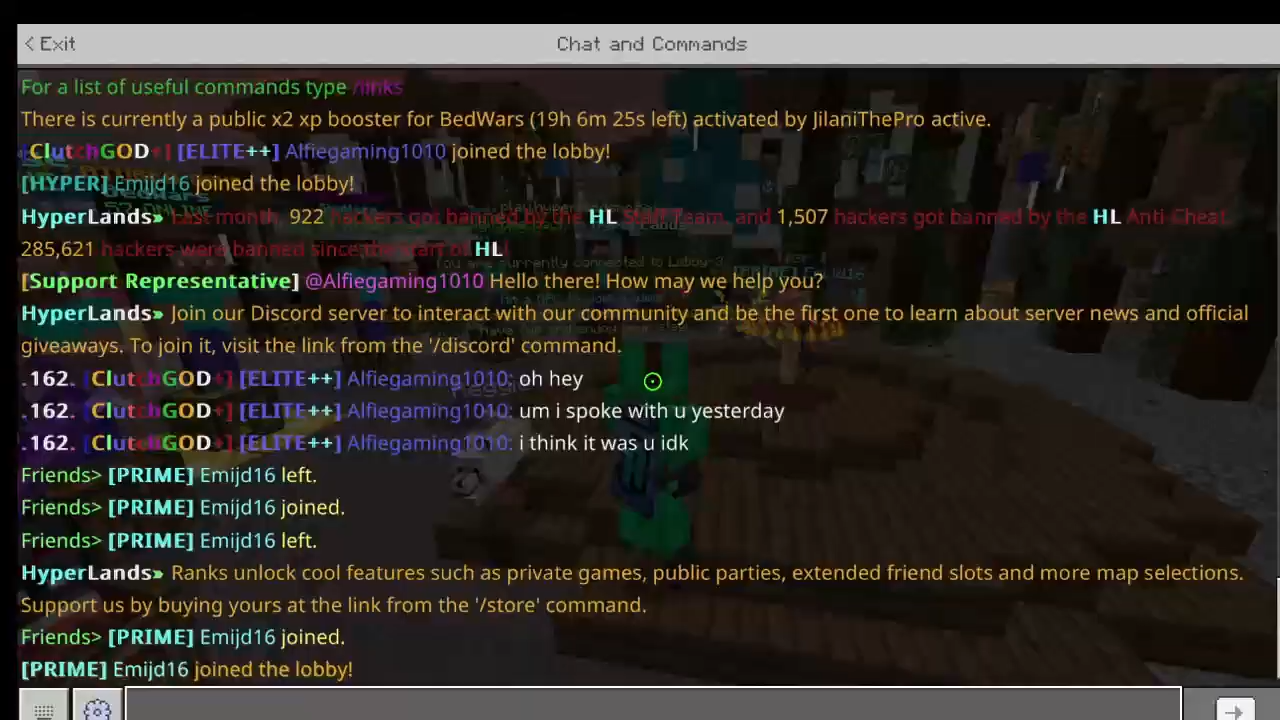 < Exit
Chat and Commands
For a list of useful commands type /links
There is currently a public x2 xp booster for BedWars (19h 6m 25s left) activated by JilaniThePro active.
[ClutchGOD+] [ELITE++] Alfiegaming1010 joined the lobby!
[HYPER] Emijd16 joined the lobby!
HyperLands» Last month, 922 hackers got banned by the HL Staff Team, and 1,507 hackers got banned by the HL Anti-Cheat.
285,621 hackers were banned since the start of HL!
[Support Representative] @Alfiegaming1010 Hello there! How may we help you?
HyperLands» Join our Discord server to interact with our community and be the first one to learn about server news and official
giveaways. To join it, visit the link from the '/discord' command.
.162. [ClutchGOD+] [ELITE++] Alfiegaming1010: oh hey
.162. [ClutchGOD+] [ELITE++] Alfiegaming1010: um i spoke with u yesterday
.162. [ClutchGOD+] [ELITE++] Alfiegaming1010: i think it was u idk
Friends> [PRIME] Emijd16 left.
Friends> [PRIME] Emijd16 joined.
Friends> [PRIME] Emijd16 left.
HyperLands» Ranks unlock cool features such as private games, public parties, extended friend slots and more map selections.
Support us by buying yours at the link from the '/store' command.
Friends> [PRIME] Emijd16 joined.
[PRIME] Emijd16 joined the lobby!